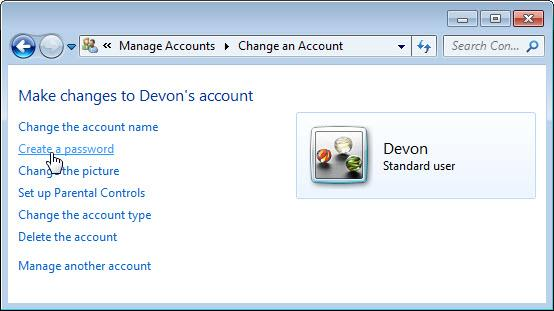 « Manage Accounts ▸ Change an Account
Search Con...
Make changes to Devon's account
Change the account name
Create a password
Change the picture
Set up Parental Controls
Change the account type
Delete the account
Manage another account
Devon
Standard user